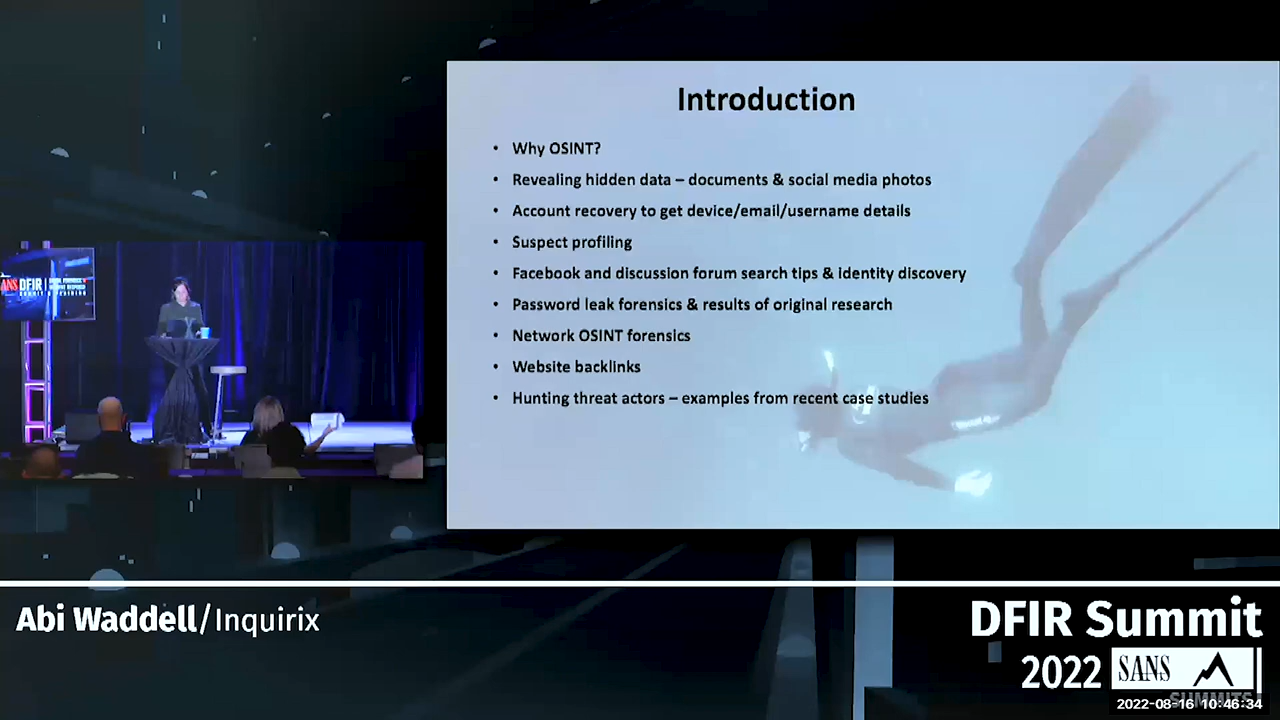 Introduction
• Why OSINT?
• Revealing hidden data – documents & social media photos
• Account recovery to get device/email/username details
• Suspect profiling
• Facebook and discussion forum search tips & identity discovery
• Password leak forensics & results of original research
• Network OSINT forensics
• Website backlinks
• Hunting threat actors – examples from recent case studies
ANS DFIR
Abi Waddell/Inquirix
DFIR Summit
2022 SANS
SUMMITS
2022-08-16 10:46:34